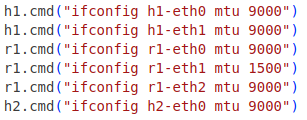 h1.cmd("ifconfig h1-eth0 mtu 9000")
h1.cmd("ifconfig h1-eth1 mtu 9000")
r1.cmd("ifconfig r1-eth0 mtu 9000")
r1.cmd("ifconfig r1-eth1 mtu 1500")
r1.cmd("ifconfig r1-eth2 mtu 9000")
h2.cmd("ifconfig h2-eth0 mtu 9000")